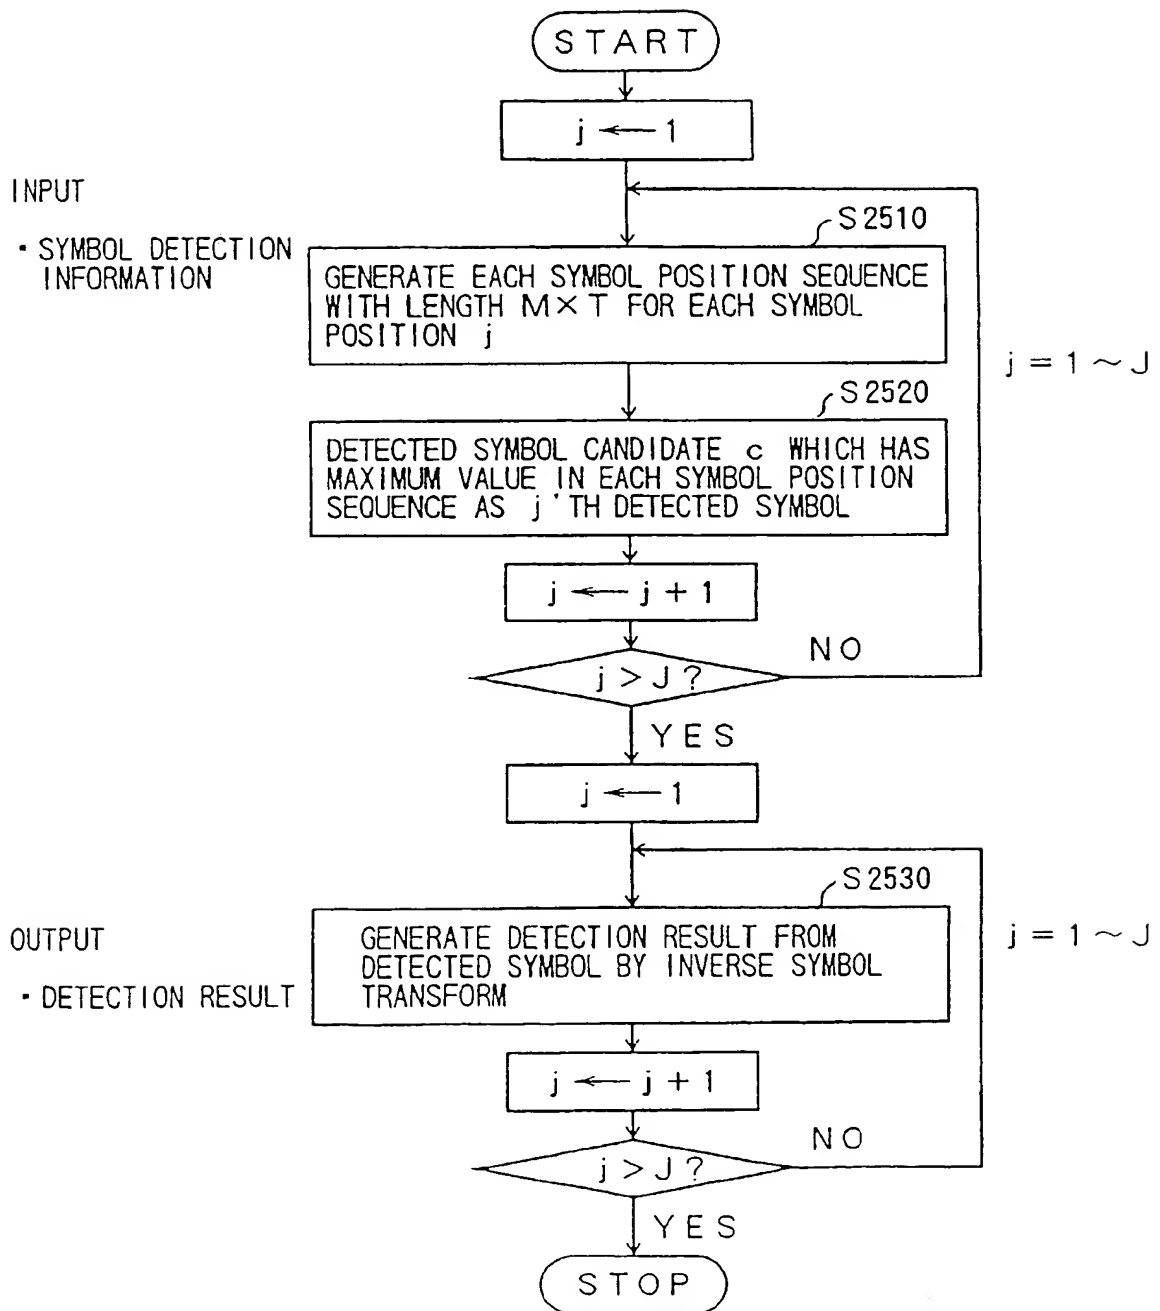 START
j ← 1
INPUT
・SYMBOL DETECTION
INFORMATION
S2510
GENERATE EACH SYMBOL POSITION SEQUENCE
WITH LENGTH M×T FOR EACH SYMBOL
POSITION j
j = 1 ~ J
S2520
DETECTED SYMBOL CANDIDATE c WHICH HAS
MAXIMUM VALUE IN EACH SYMBOL POSITION
SEQUENCE AS j'TH DETECTED SYMBOL
j ← j + 1
j > J ?
NO
YES
j ← 1
S2530
OUTPUT
・DETECTION RESULT
GENERATE DETECTION RESULT FROM
DETECTED SYMBOL BY INVERSE SYMBOL
TRANSFORM
j = 1 ~ J
j ← j + 1
j > J ?
NO
YES
STOP